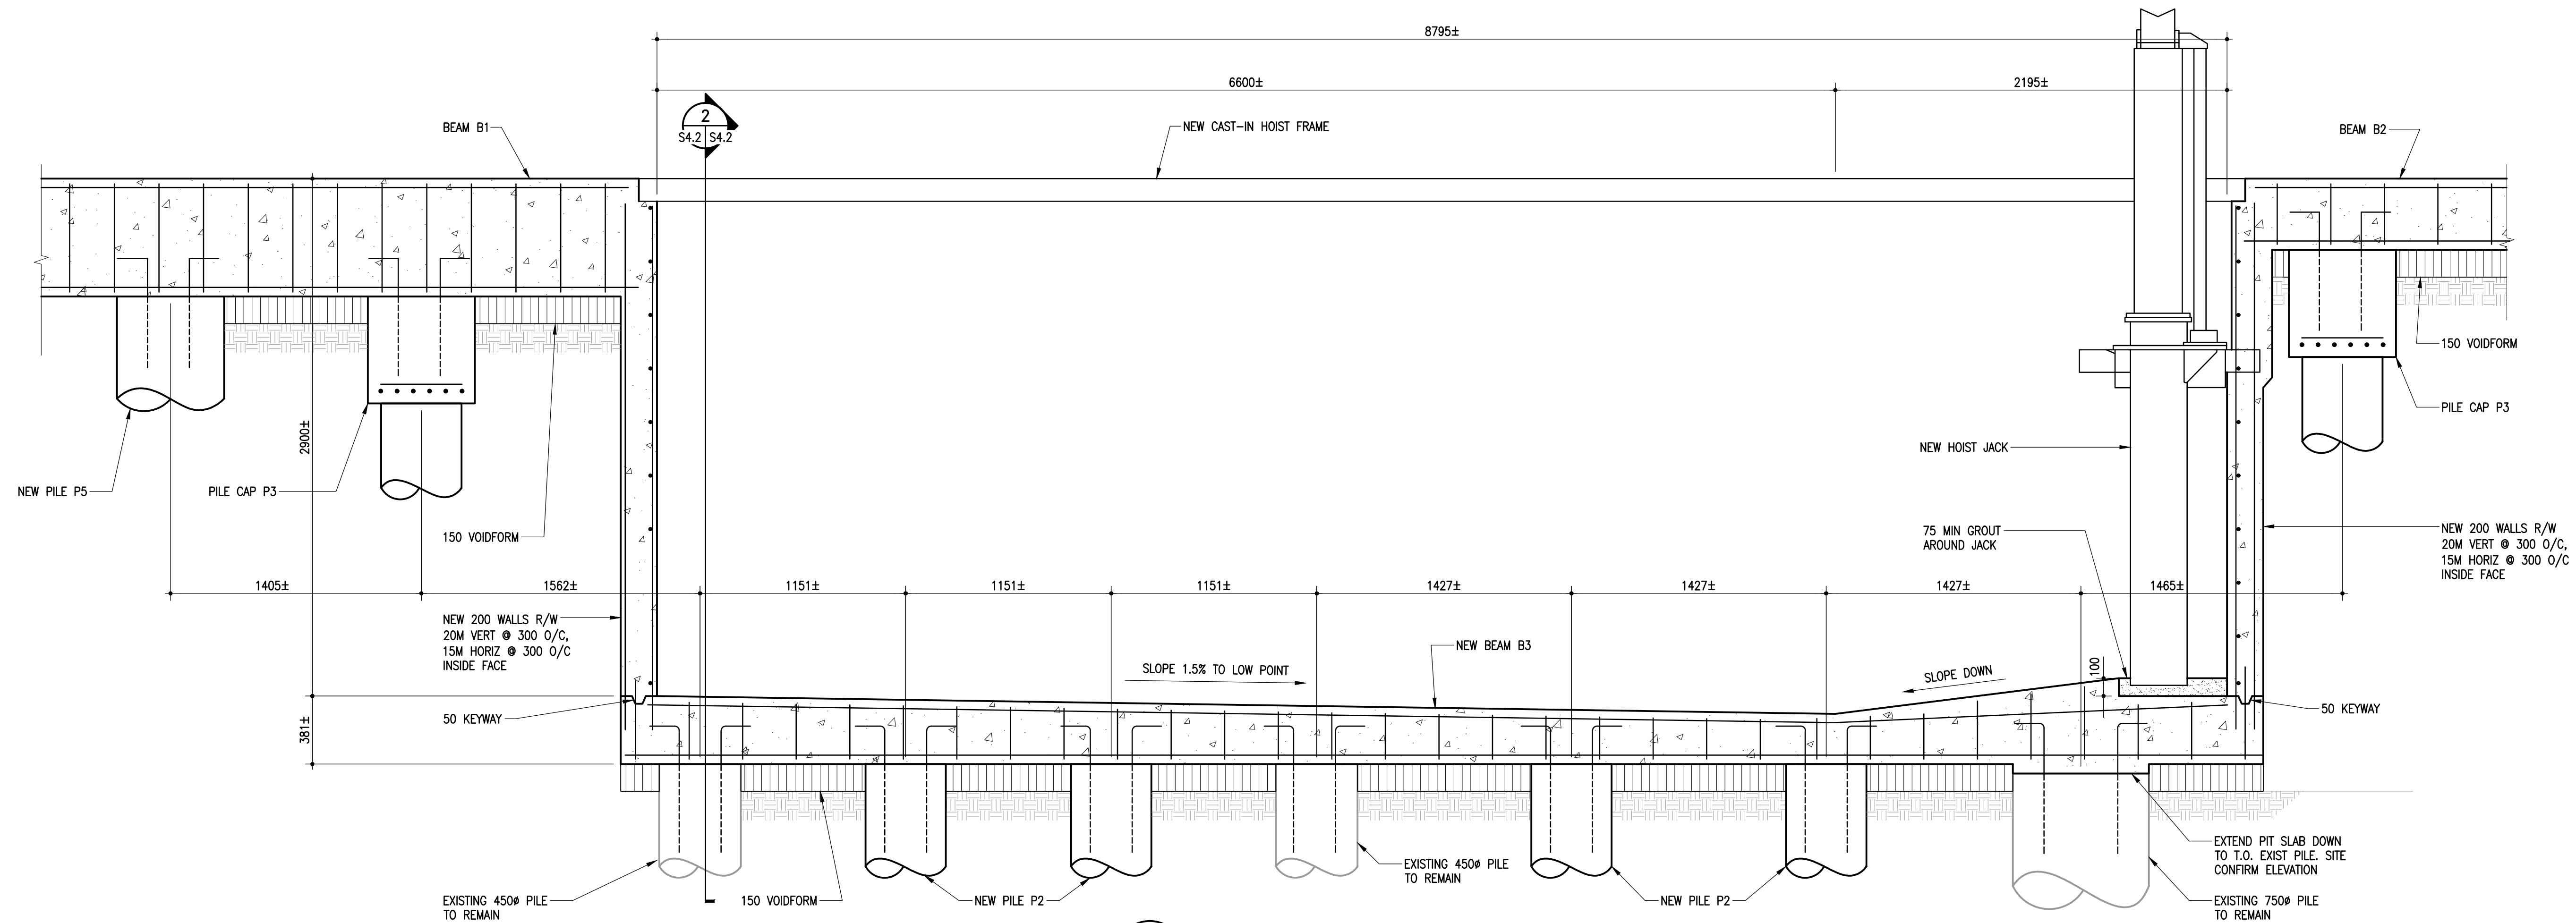 8795±
6600±
2195±
BEAM B1
2
S4.2 S4.2
NEW CAST-IN HOIST FRAME
BEAM B2
150 VOIDFORM
PILE CAP P3
NEW HOIST JACK
2900±
NEW PILE P5
PILE CAP P3
150 VOIDFORM
75 MIN GROUT
AROUND JACK
NEW 200 WALLS R/W
20M VERT @ 300 O/C,
15M HORIZ @ 300 O/C
INSIDE FACE
1405±
1562±
1151±
1151±
1151±
1427±
1427±
1427±
1465±
NEW 200 WALLS R/W
20M VERT @ 300 O/C,
15M HORIZ @ 300 O/C
INSIDE FACE
NEW BEAM B3
SLOPE 1.5% TO LOW POINT
SLOPE DOWN
100
50 KEYWAY
50 KEYWAY
381±
EXISTING 450ø PILE
TO REMAIN
150 VOIDFORM
NEW PILE P2
EXISTING 450ø PILE
TO REMAIN
NEW PILE P2
EXTEND PIT SLAB DOWN
TO T.O. EXIST PILE. SITE
CONFIRM ELEVATION
EXISTING 750ø PILE
TO REMAIN